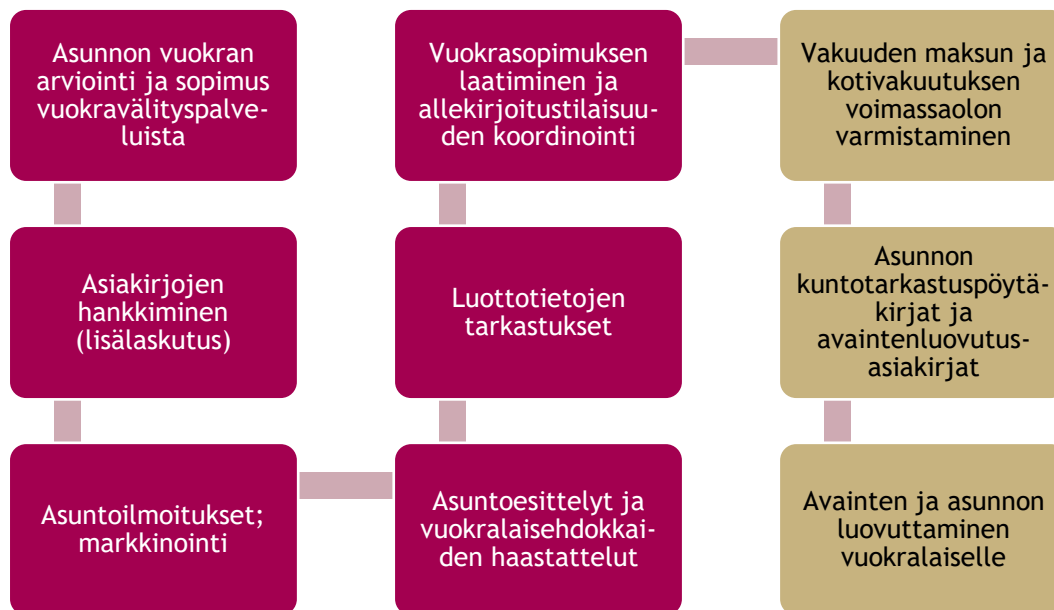 Asunnon vuokran
arviointi ja sopimus
vuokravälityspalve-
luista
Asiakirjojen
hankkiminen
(lisälaskutus)
Asuntoilmoitukset;
markkinointi
Asuntoesittelyt ja
vuokralaisehdokkai-
den haastattelut
Luottotietojen
tarkastukset
Vuokrasopimuksen
laatiminen ja
allekirjoitustilaisuu-
den koordinointi
Vakuuden maksun ja
kotivakuutuksen
voimassaolon
varmistaminen
Asunnon
kuntotarkastuspöytä-
kirjat ja
avaintenluovutus-
asiakirjat
Avainten ja asunnon
luovuttaminen
vuokralaiselle